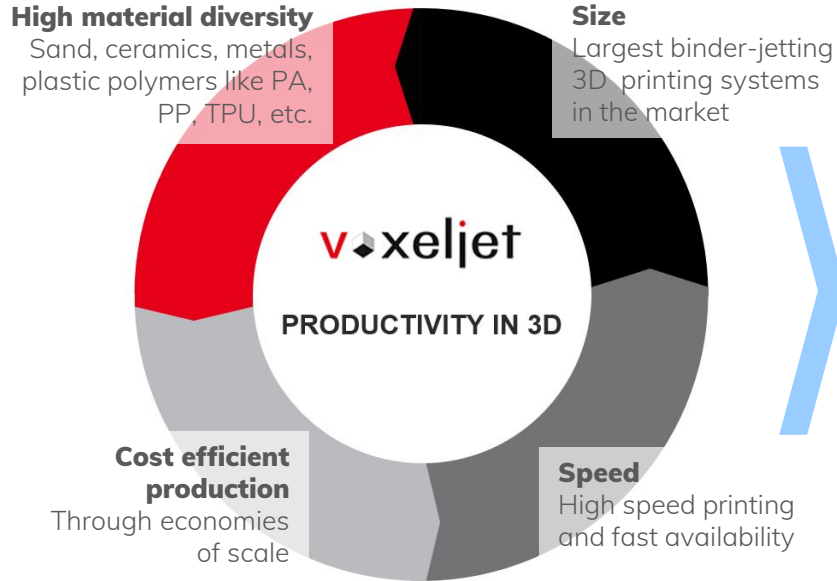 High material diversity
Sand, ceramics, metals,
plastic polymers like PA,
PP, TPU, etc.
Size
Largest binder-jetting
3D printing systems
in the market
voxeljet
PRODUCTIVITY IN 3D
Cost efficient
production
Through economies
of scale
Speed
High speed printing
and fast availability